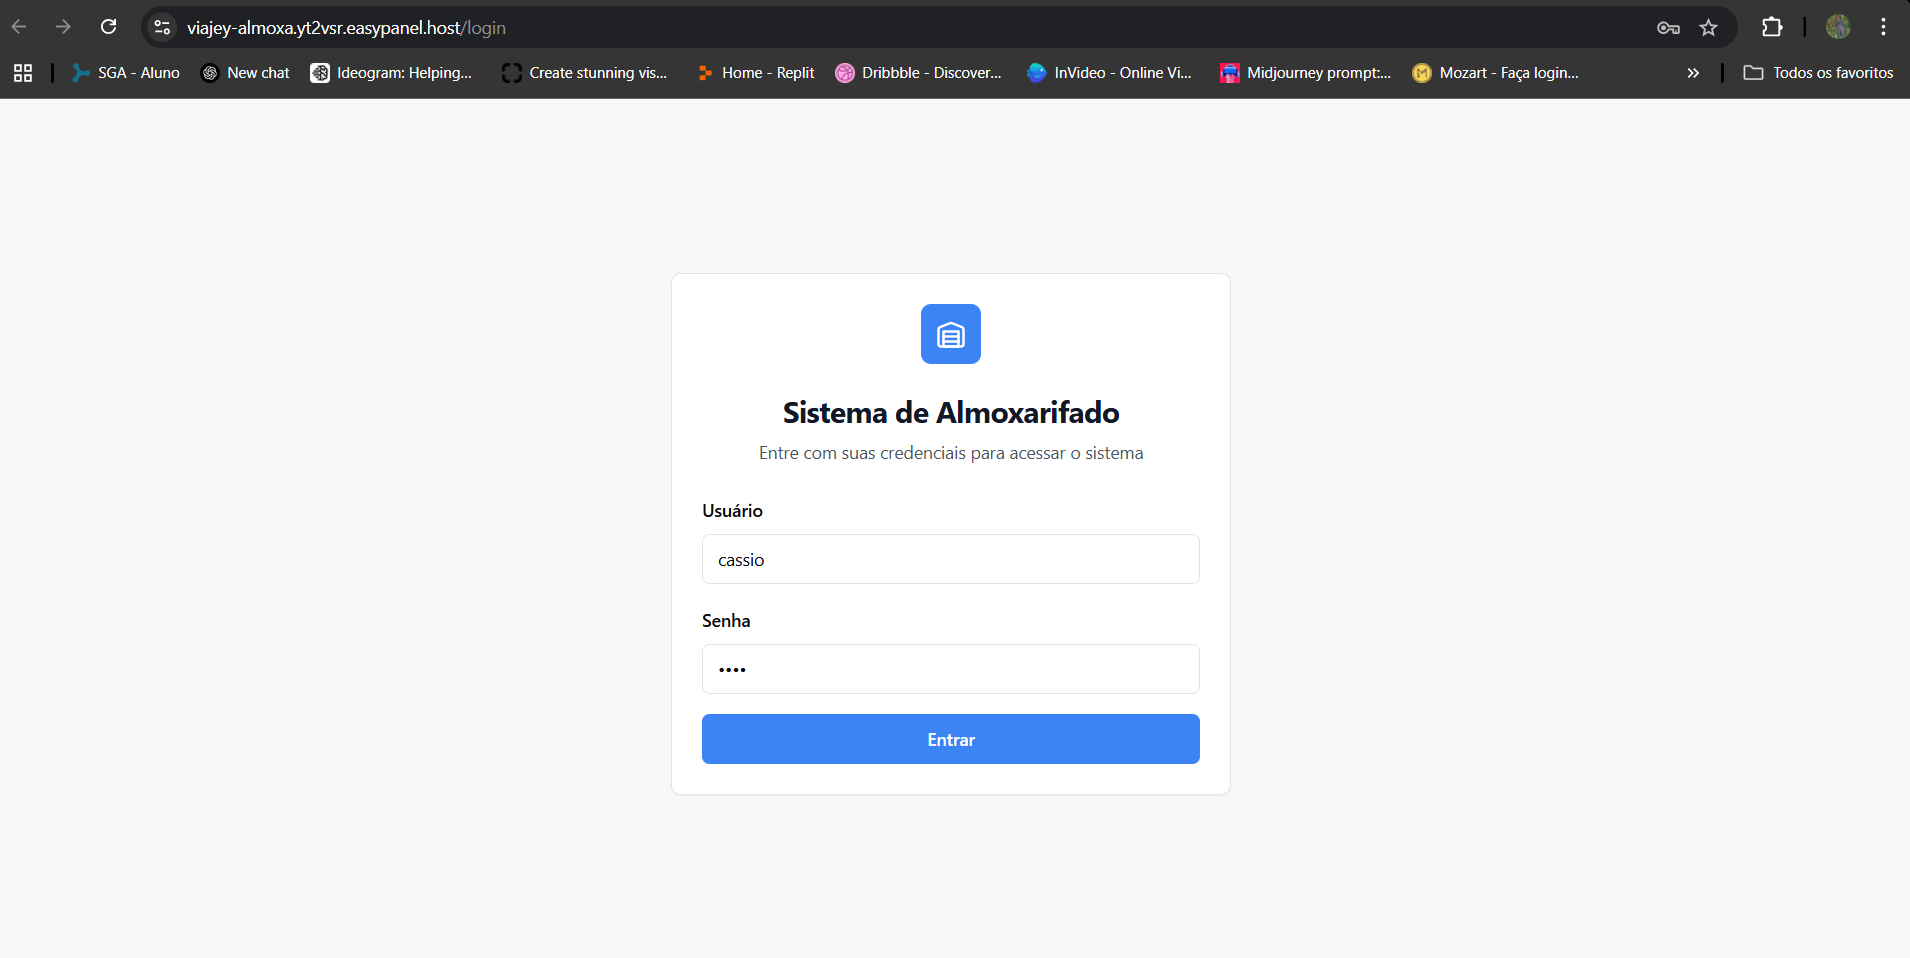 viajey-almoxa.yt2vsr.easypanel.host/login
SGA - Aluno New chat Ideogram: Helping... Create stunning vis... Home - Replit Dribbble - Discover... InVideo - Online Vi... Midjourney prompt:... Mozart - Faça login... » Todos os favoritos
Sistema de Almoxarifado
Entre com suas credenciais para acessar o sistema
Usuário
cassio
Senha
••••
Entrar